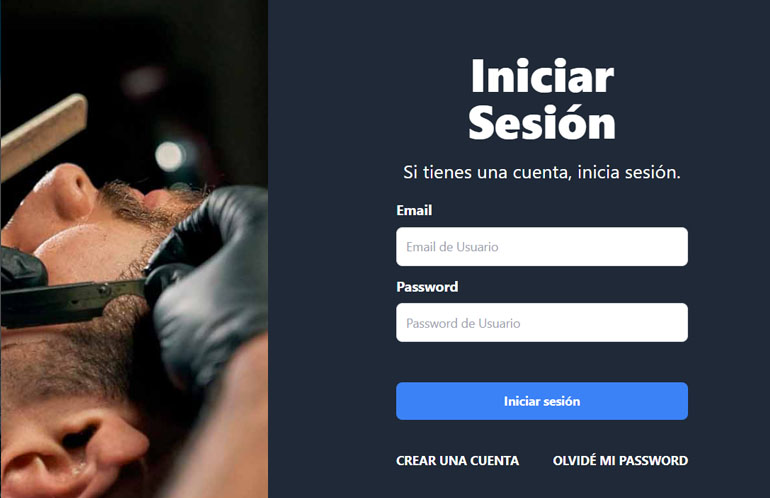 Iniciar
Sesión
Si tienes una cuenta, inicia sesión.
Email
Email de Usuario
Password
Password de Usuario
Iniciar sesión
CREAR UNA CUENTA
OLVIDÉ MI PASSWORD